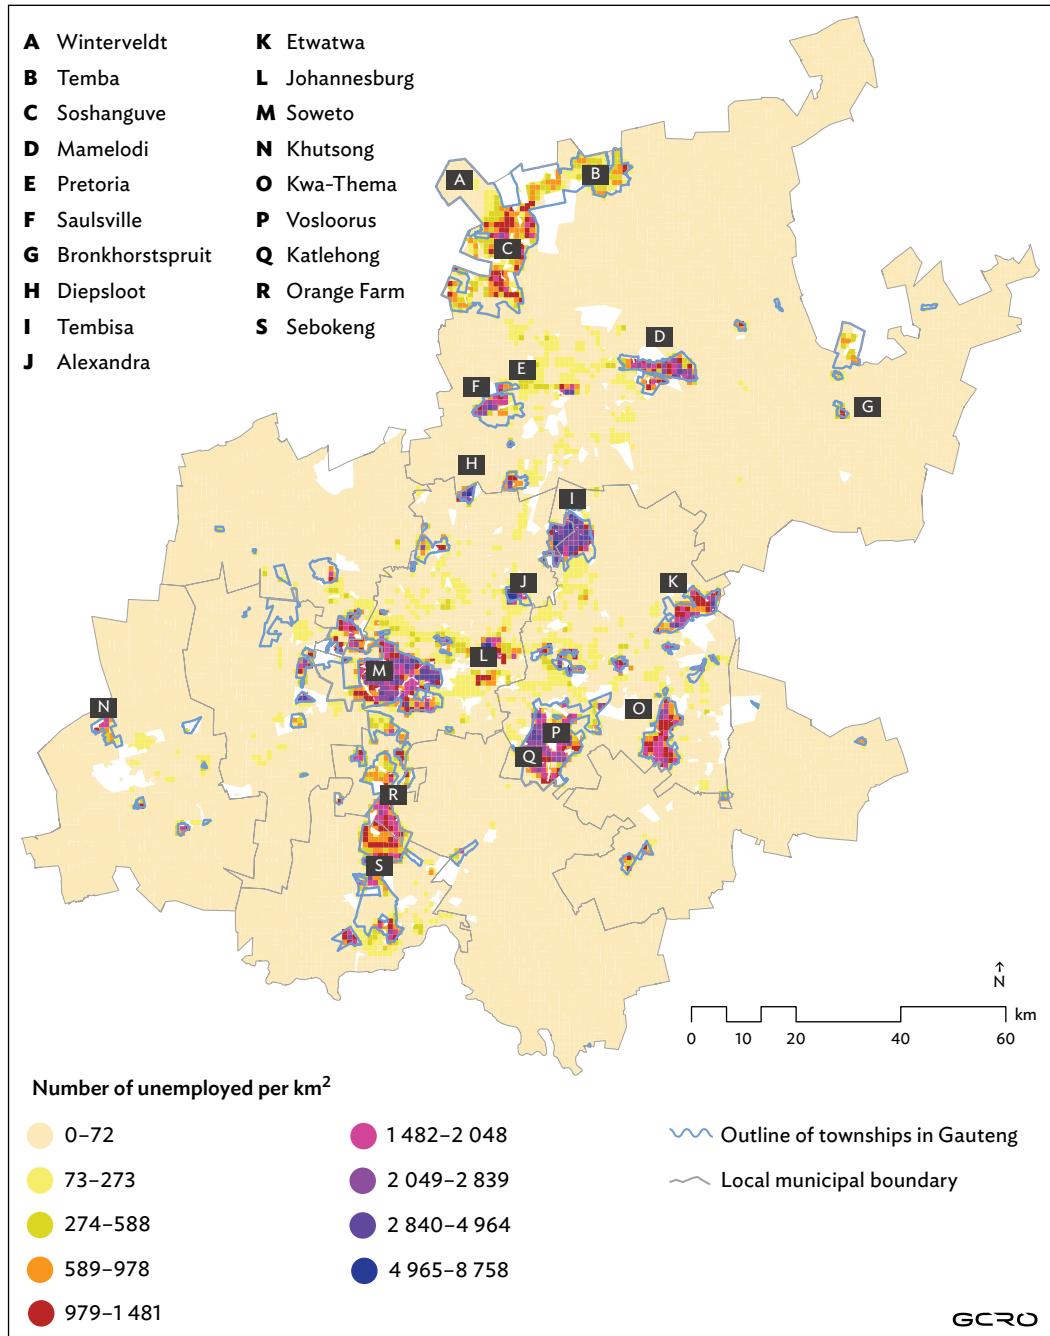 A Winterveldt
B Temba
C Soshanguve
D Mamelodi
E Pretoria
F Saulsville
G Bronkhorstspruit
H Diepsloot
I Tembisa
J Alexandra
K Etwatwa
L Johannesburg
M Soweto
N Khutsong
O Kwa-Thema
P Vosloorus
Q Katlehong
R Orange Farm
S Sebokeng
A
B
C
D
E
F
G
H
I
J
K
L
M
N
O
P
Q
R
S
N
km
0 10 20 40 60
Number of unemployed per km²
0–72
73–273
274–588
589–978
979–1 481
1 482–2 048
2 049–2 839
2 840–4 964
4 965–8 758
Outline of townships in Gauteng
Local municipal boundary
GCRO